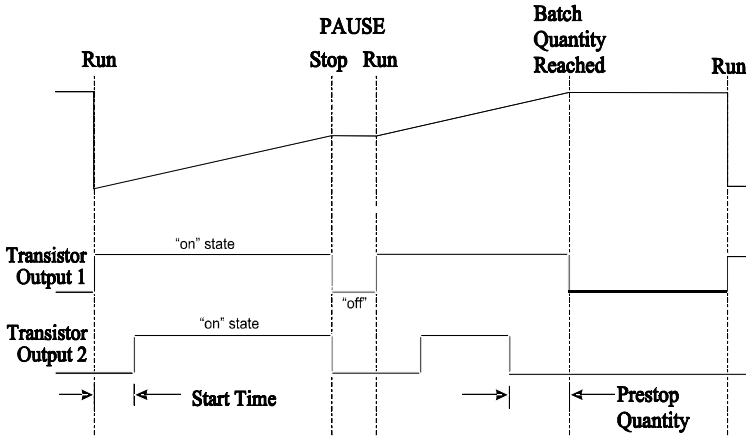 PAUSE
Batch
Quantity
Reached
Run
Stop
Run
Run
Transistor
Output 1
“on” state
“off”
Transistor
Output 2
“on” state
Start Time
Prestop
Quantity